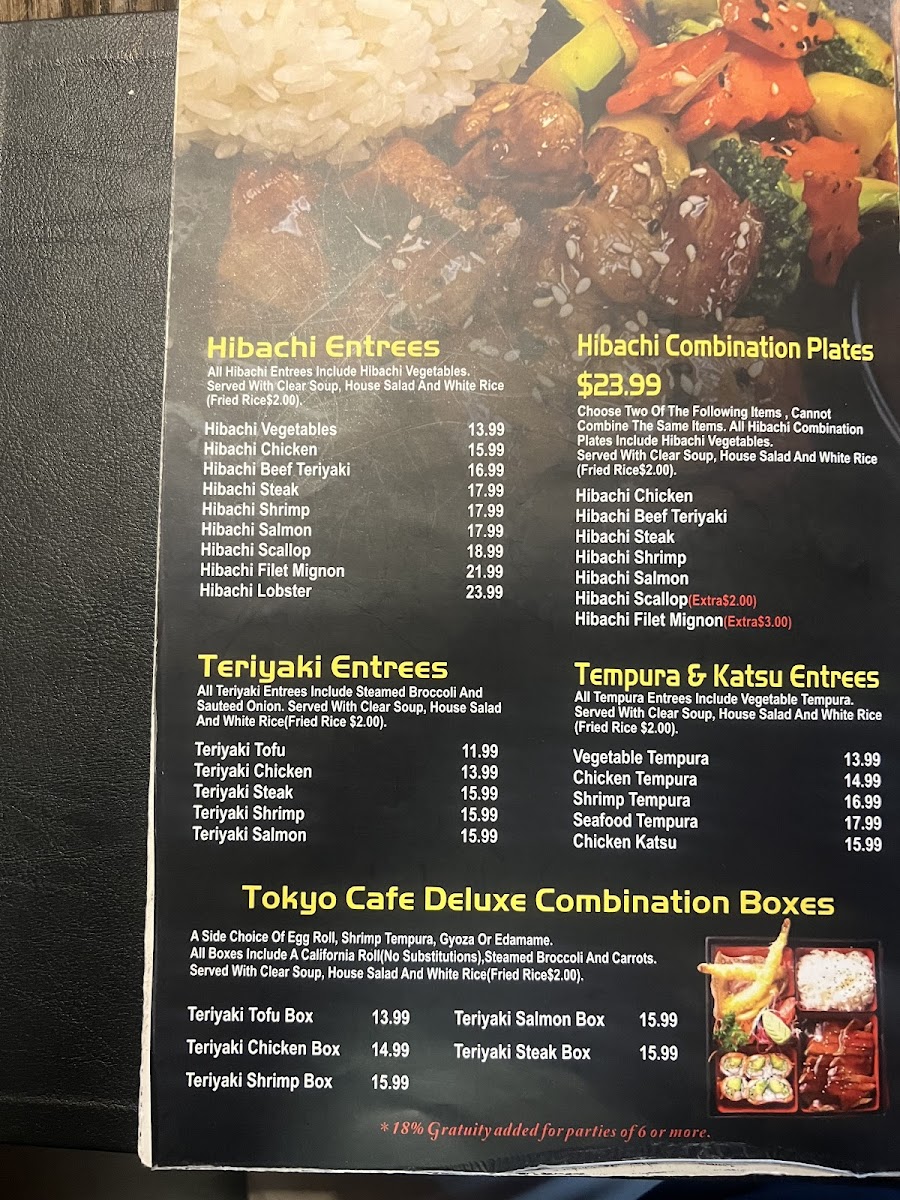 Hibachi Entrees
All Hibachi Entrees Include Hibachi Vegetables.
Served With Clear Soup, House Salad And White Rice
(Fried Rice$2.00).
Hibachi Vegetables 13.99
Hibachi Chicken 15.99
Hibachi Beef Teriyaki 16.99
Hibachi Steak 17.99
Hibachi Shrimp 17.99
Hibachi Salmon 17.99
Hibachi Scallop 18.99
Hibachi Filet Mignon 21.99
Hibachi Lobster 23.99
Hibachi Combination Plates
$23.99
Choose Two Of The Following Items , Cannot
Combine The Same Items. All Hibachi Combination
Plates Include Hibachi Vegetables.
Served With Clear Soup, House Salad And White Rice
(Fried Rice$2.00).
Hibachi Chicken
Hibachi Beef Teriyaki
Hibachi Steak
Hibachi Shrimp
Hibachi Salmon
Hibachi Scallop(Extra$2.00)
Hibachi Filet Mignon(Extra$3.00)
Teriyaki Entrees
All Teriyaki Entrees Include Steamed Broccoli And
Sauteed Onion. Served With Clear Soup, House Salad
And White Rice(Fried Rice $2.00).
Teriyaki Tofu 11.99
Teriyaki Chicken 13.99
Teriyaki Steak 15.99
Teriyaki Shrimp 15.99
Teriyaki Salmon 15.99
Tempura & Katsu Entrees
All Tempura Entrees Include Vegetable Tempura.
Served With Clear Soup, House Salad And White Rice
(Fried Rice $2.00).
Vegetable Tempura 13.99
Chicken Tempura 14.99
Shrimp Tempura 16.99
Seafood Tempura 17.99
Chicken Katsu 15.99
Tokyo Cafe Deluxe Combination Boxes
A Side Choice Of Egg Roll, Shrimp Tempura, Gyoza Or Edamame.
All Boxes Include A California Roll(No Substitutions),Steamed Broccoli And Carrots.
Served With Clear Soup, House Salad And White Rice(Fried Rice$2.00).
Teriyaki Tofu Box 13.99
Teriyaki Chicken Box 14.99
Teriyaki Shrimp Box 15.99
Teriyaki Salmon Box 15.99
Teriyaki Steak Box 15.99
* 18% Gratuity added for parties of 6 or more.